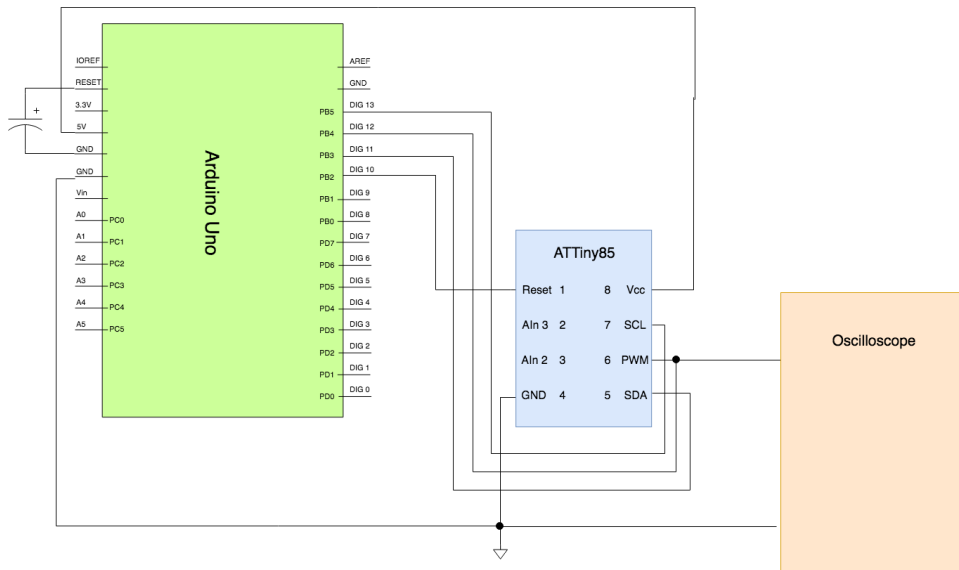 IOREF
RESET
+
3.3V
5V
GND
GND
Vin
A0
PC0
A1
PC1
A2
PC2
A3
PC3
A4
PC4
A5
PC5
Arduino Uno
AREF
GND
PB5 DIG 13
PB4 DIG 12
PB3 DIG 11
PB2 DIG 10
PB1 DIG 9
PB0 DIG 8
PD7 DIG 7
PD6 DIG 6
PD5 DIG 5
PD4 DIG 4
PD3 DIG 3
PD2 DIG 2
PD1 DIG 1
PD0 DIG 0
ATTiny85
Reset 1 8 Vcc
AIn 3 2 7 SCL
AIn 2 3 6 PWM
GND 4 5 SDA
Oscilloscope